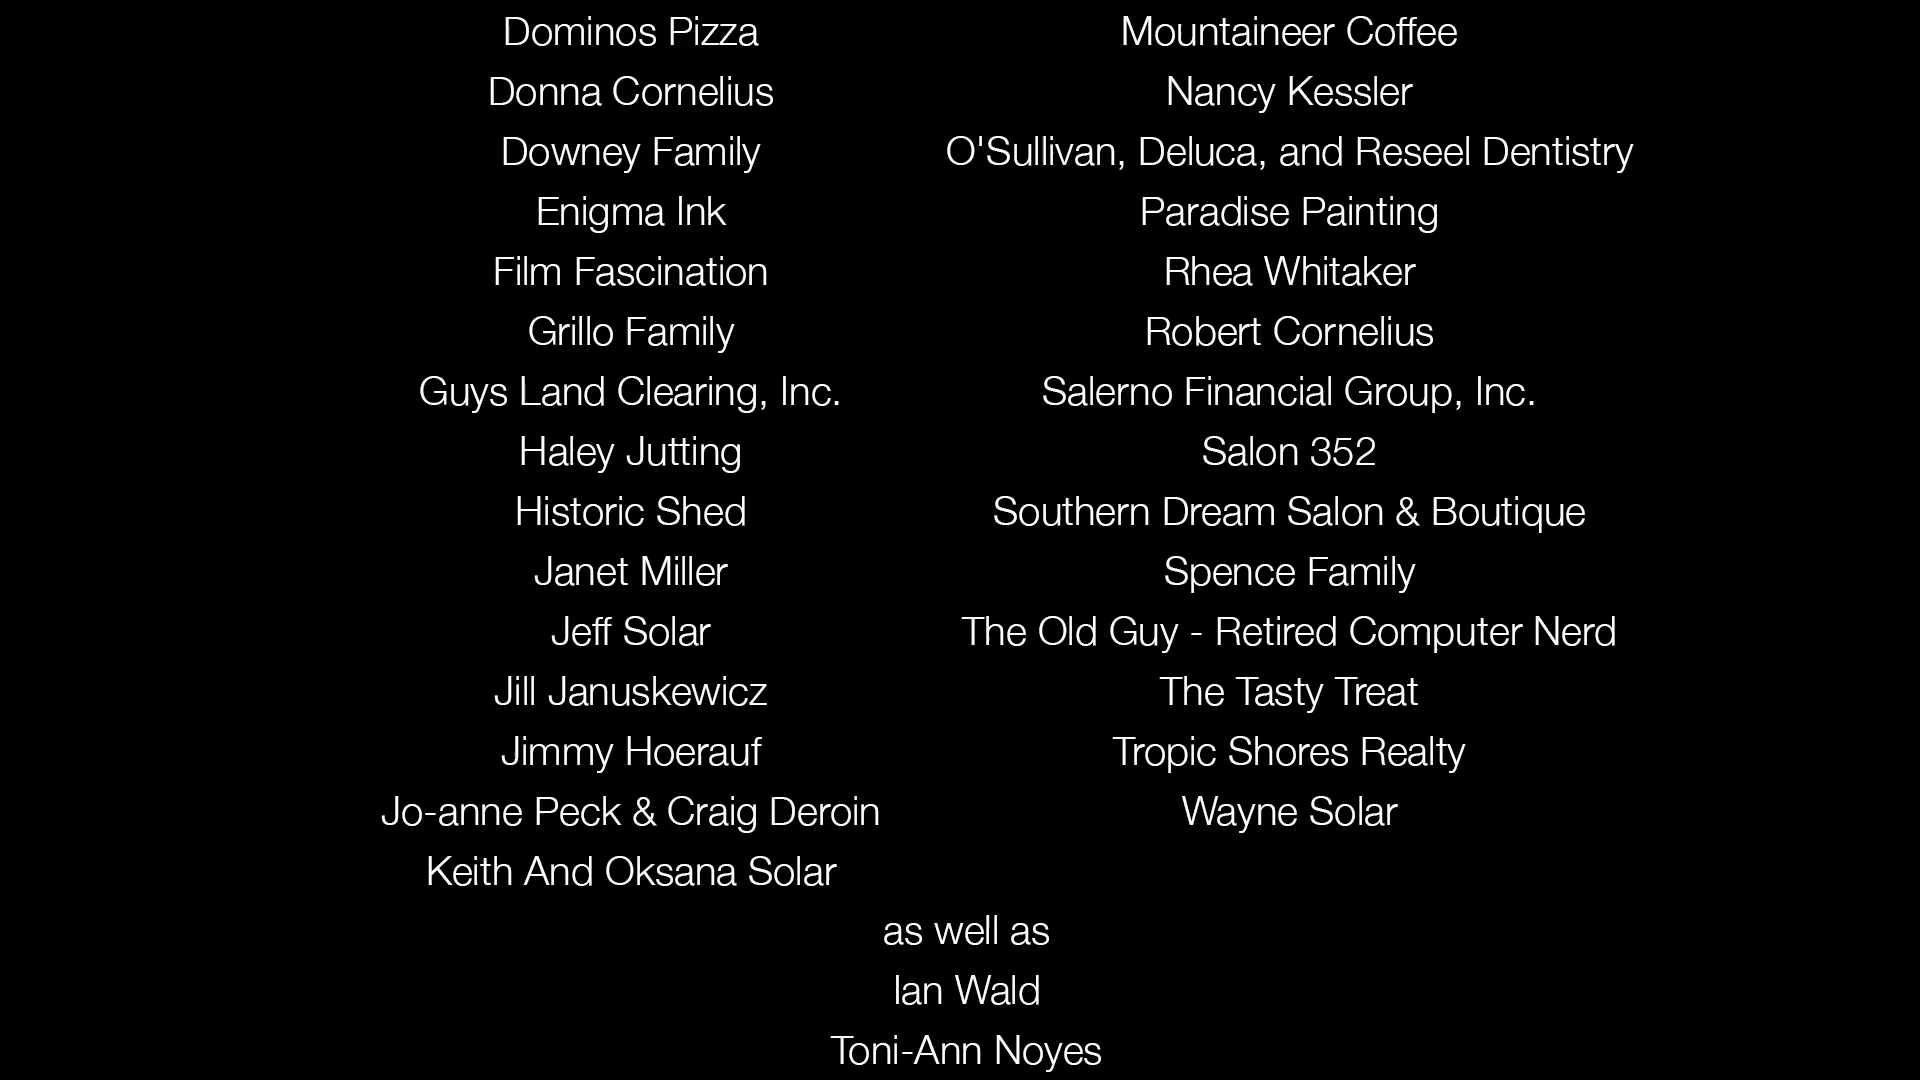 Dominos Pizza
Donna Cornelius
Downey Family
Enigma Ink
Film Fascination
Grillo Family
Guys Land Clearing, Inc.
Haley Jutting
Historic Shed
Janet Miller
Jeff Solar
Jill Januskewicz
Jimmy Hoerauf
Jo-anne Peck & Craig Deroin
Keith And Oksana Solar
Mountaineer Coffee
Nancy Kessler
O'Sullivan, Deluca, and Reseel Dentistry
Paradise Painting
Rhea Whitaker
Robert Cornelius
Salerno Financial Group, Inc.
Salon 352
Southern Dream Salon & Boutique
Spence Family
The Old Guy - Retired Computer Nerd
The Tasty Treat
Tropic Shores Realty
Wayne Solar
as well as
Ian Wald
Toni-Ann Noyes